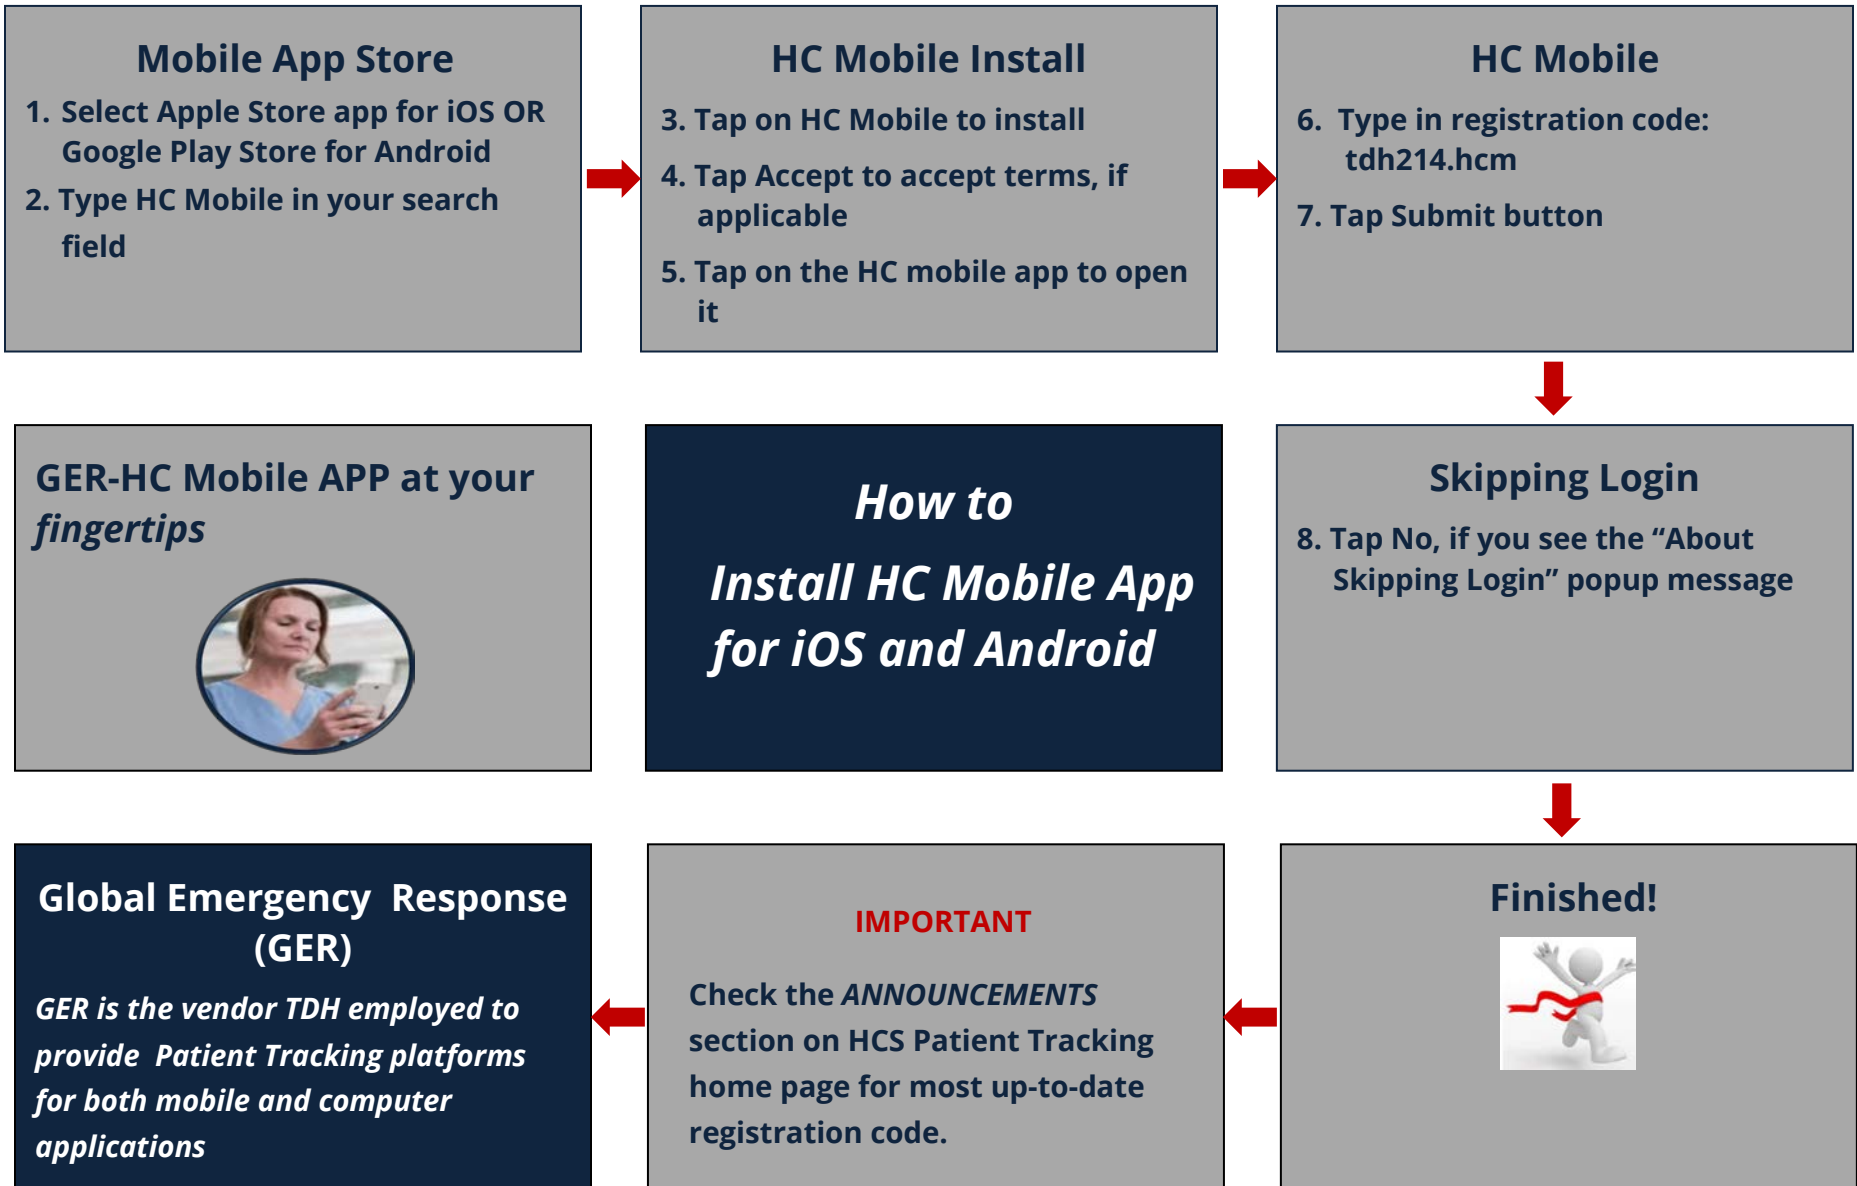 Mobile App Store
1. Select Apple Store app for iOS OR
Google Play Store for Android
2. Type HC Mobile in your search
field
HC Mobile Install
3. Tap on HC Mobile to install
4. Tap Accept to accept terms, if
applicable
5. Tap on the HC mobile app to open
it
HC Mobile
6. Type in registration code:
tdh214.hcm
7. Tap Submit button
GER-HC Mobile APP at your
fingertips
How to
Install HC Mobile App
for iOS and Android
Skipping Login
8. Tap No, if you see the “About
Skipping Login” popup message
Global Emergency Response
(GER)
GER is the vendor TDH employed to
provide Patient Tracking platforms
for both mobile and computer
applications
IMPORTANT
Check the ANNOUNCEMENTS
section on HCS Patient Tracking
home page for most up-to-date
registration code.
Finished!